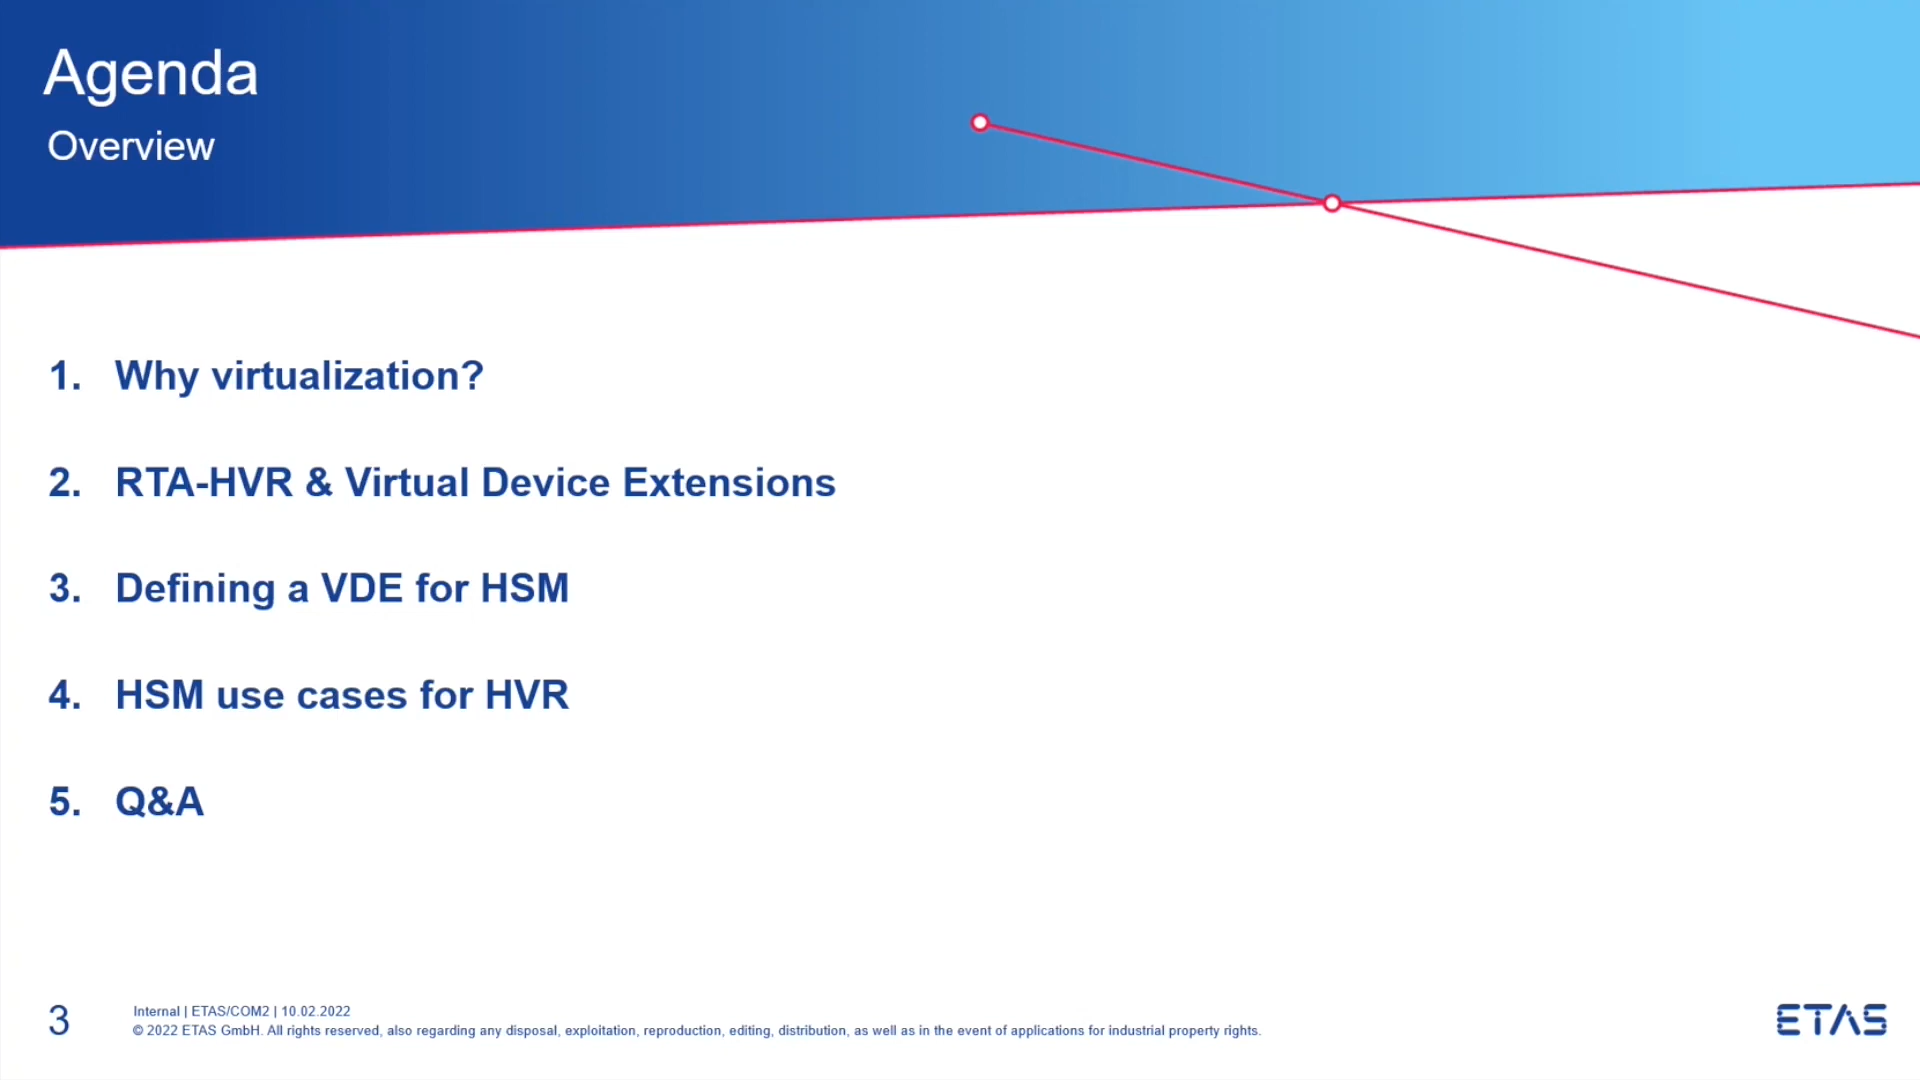 Agenda
Overview
1. Why virtualization?
2. RTA-HVR & Virtual Device Extensions
3. Defining a VDE for HSM
4. HSM use cases for HVR
5. Q&A
3
Internal | ETAS/COM2 | 10.02.2022
© 2022 ETAS GmbH. All rights reserved, also regarding any disposal, exploitation, reproduction, editing, distribution, as well as in the event of applications for industrial property rights.
ETAS